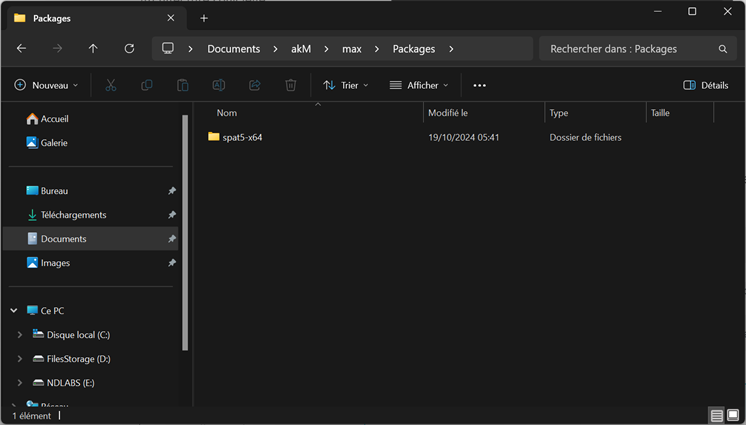 Packages
Documents > akM > max > Packages >
Rechercher dans : Packages
Nouveau
Trier
Afficher
Détails
Nom Modifié le Type Taille
spat5-x64 19/10/2024 05:41 Dossier de fichiers
Accueil
Galerie
Bureau
Téléchargements
Documents
Images
Ce PC
Disque local (C:)
FilesStorage (D:)
NDLABS (E:)
Réseau
1 élément